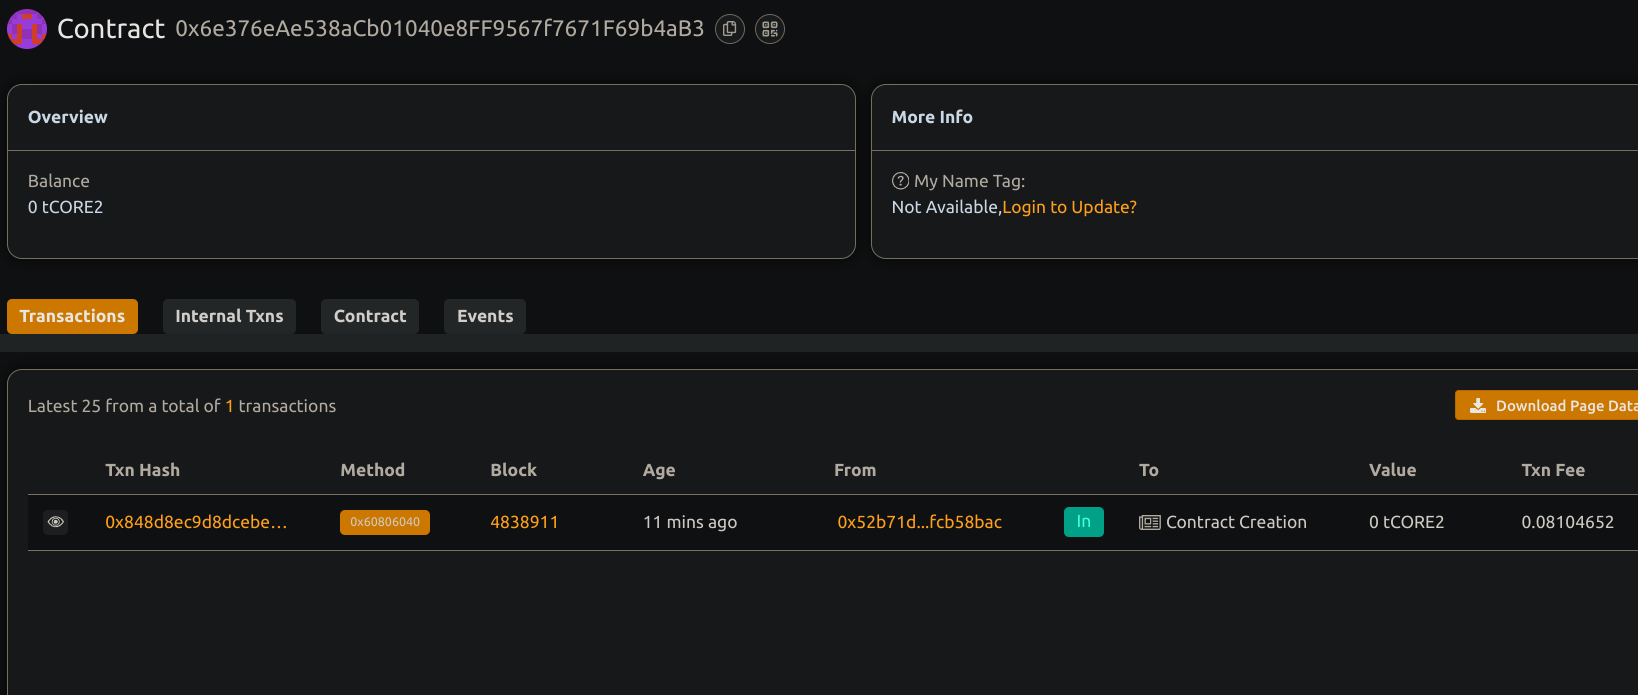 Contract 0x6e376eAe538aCb01040e8FF9567f7671F69b4aB3
Overview
Balance
0 tCORE2
More Info
My Name Tag:
Not Available,Login to Update?
Transactions Internal Txns Contract Events
Latest 25 from a total of 1 transactions
Download Page Data
Txn Hash Method Block Age From To Value Txn Fee
0x848d8ec9d8dcebe... 0x60806040 4838911 11 mins ago 0x52b71d...fcb58bac In Contract Creation 0 tCORE2 0.08104652